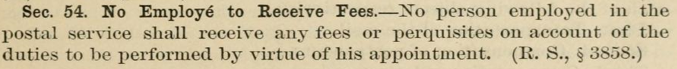 Sec. 54. No Employé to Receive Fees.—No person employed in the
postal service shall receive any fees or perquisites on account of the
duties to be performed by virtue of his appointment. (R. S., § 3858.)